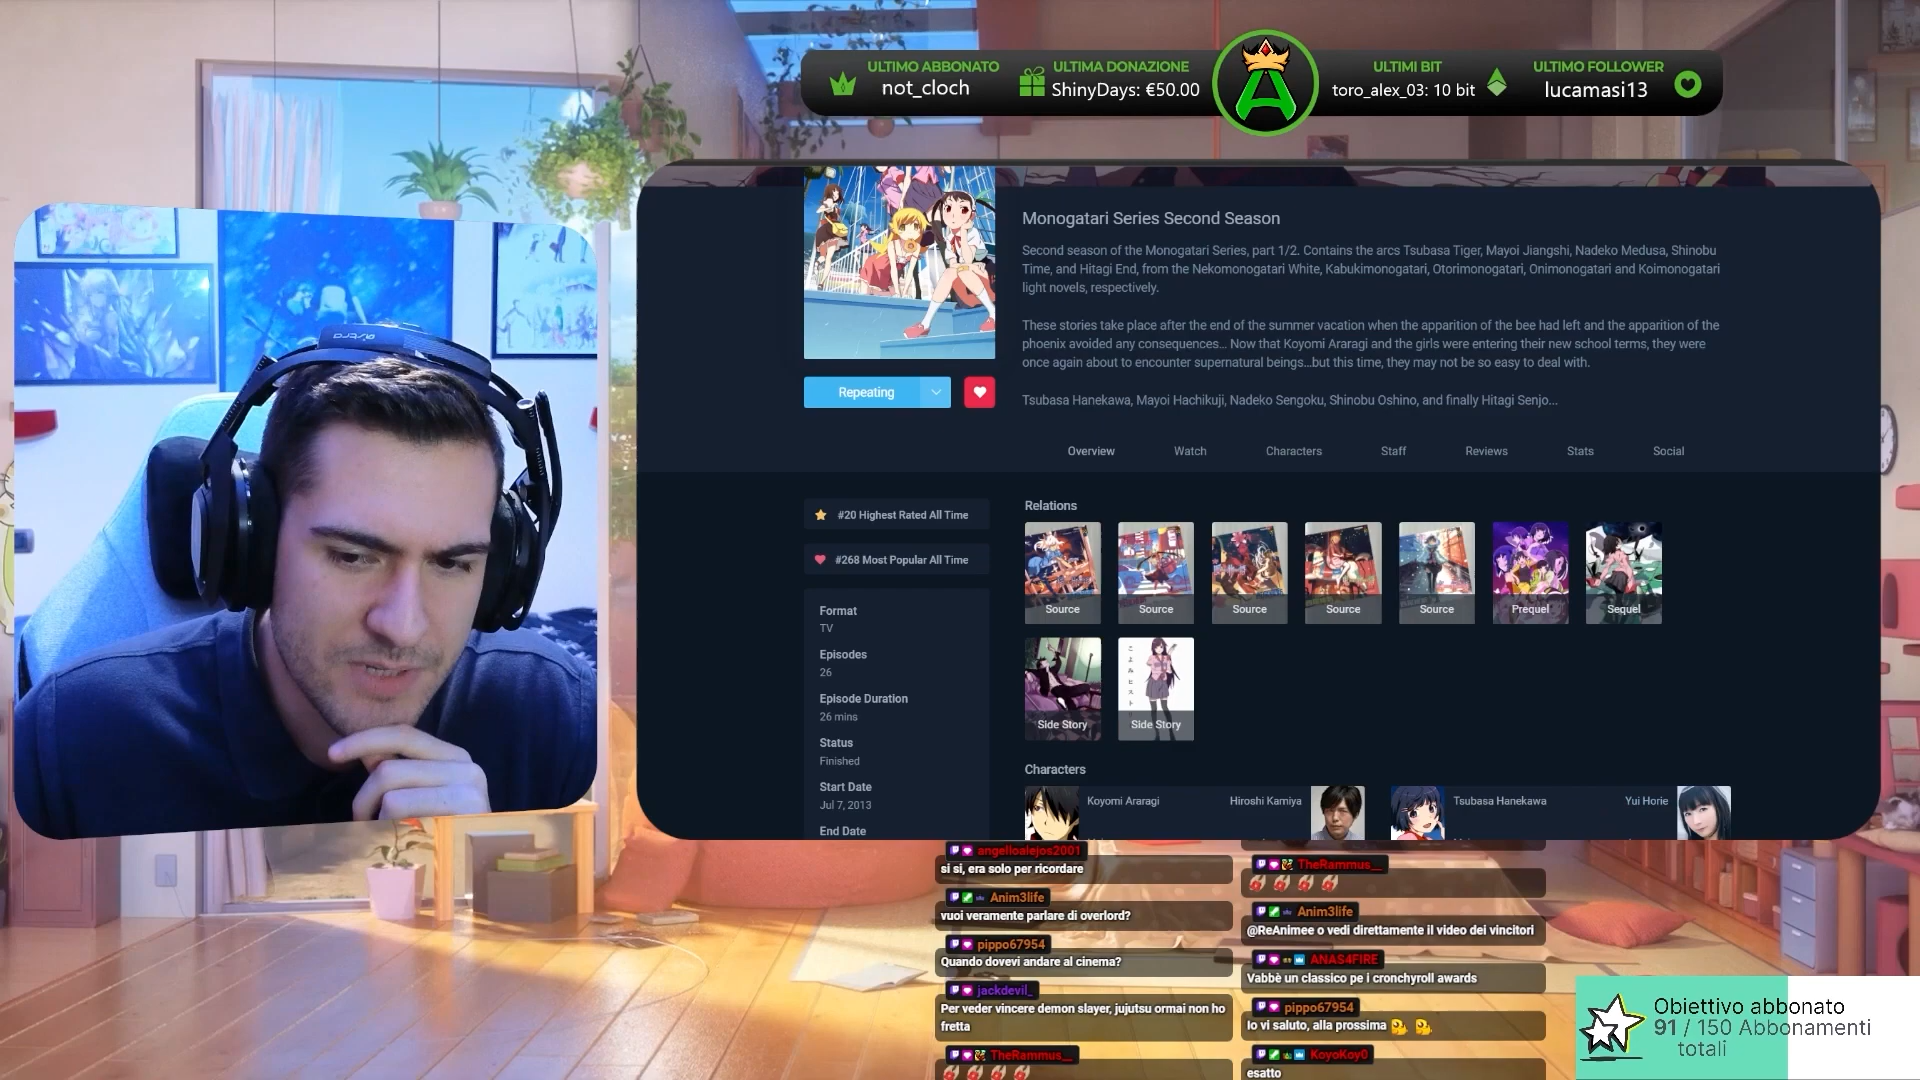 ULTIMO ABBONATO
not_cloch
ULTIMA DONAZIONE
ShinyDays: €50.00
ULTIMI BIT
toro_alex_03: 10 bit
ULTIMO FOLLOWER
lucamasi13
Monogatari Series Second Season
Second season of the Monogatari Series, part 1/2. Contains the arcs Tsubasa Tiger, Mayoi Jiangshi, Nadeko Medusa, Shinobu
Time, and Hitagi End, from the Nekomonogatari White, Kabukimonogatari, Otorimonogatari, Onimonogatari and Koimonogatari
light novels, respectively.
These stories take place after the end of the summer vacation when the apparition of the bee had left and the apparition of the
phoenix avoided any consequences... Now that Koyomi Araragi and the girls were entering their new school terms, they were
once again about to encounter supernatural beings...but this time, they may not be so easy to deal with.
Tsubasa Hanekawa, Mayoi Hachikuji, Nadeko Sengoku, Shinobu Oshino, and finally Hitagi Senjo...
Repeating
Overview Watch Characters Staff Reviews Stats Social
#20 Highest Rated All Time
#268 Most Popular All Time
Format
TV
Episodes
26
Episode Duration
26 mins
Status
Finished
Start Date
Jul 7, 2013
End Date
Relations
Source Source Source Source Source Prequel Sequel
Side Story Side Story
Characters
Koyomi Araragi Hiroshi Kamiya Tsubasa Hanekawa Yui Horie
angelloalejos2001
si si, era solo per ricordare
Anim3life
vuoi veramente parlare di overlord?
pippo67954
Quando dovevi andare al cinema?
jackdevil_
Per veder vincere demon slayer, jujutsu ormai non ho
fretta
TheRammus__
TheRammus__
Anim3life
@ReAnimee o vedi direttamente il video dei vincitori
ANAS4FIRE
Vabbè un classico pe i cronchyroll awards
pippo67954
Io vi saluto, alla prossima
KoyoKoy0
esatto
Obiettivo abbonato
91 / 150 Abbonamenti
totali